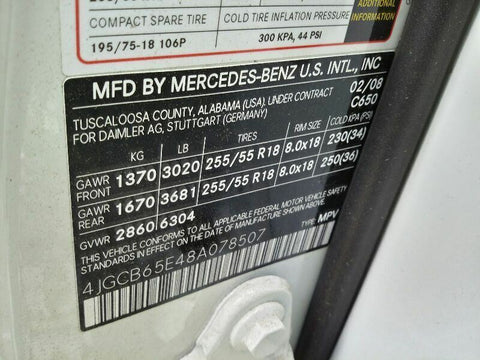 COMPACT SPARE TIRE COLD TIRE INFLATION PRESSURE
INFORMATION
195/75-18 106P 300 KPA, 44 PSI
MFD BY MERCEDES-BENZ U.S. INTL., INC
TUSCALOOSA COUNTY, ALABAMA (USA), UNDER CONTRACT 02/08
FOR DAIMLER AG, STUTTGART (GERMANY) C650
KG LB TIRES RIM SIZE COLD KPA (PSI)
GAWR FRONT 1370 3020 255/55 R18 8.0x18 230(34)
GAWR REAR 1670 3681 255/55 R18 8.0x18 250(36)
GVWR 2860 6304
THIS VEHICLE CONFORMS TO ALL APPLICABLE FEDERAL MOTOR VEHICLE SAFETY
STANDARDS IN EFFECT ON THE DATE OF MANUFACTURE SHOWN ABOVE.
4JGCB65E48A078507 TYPE: MPV